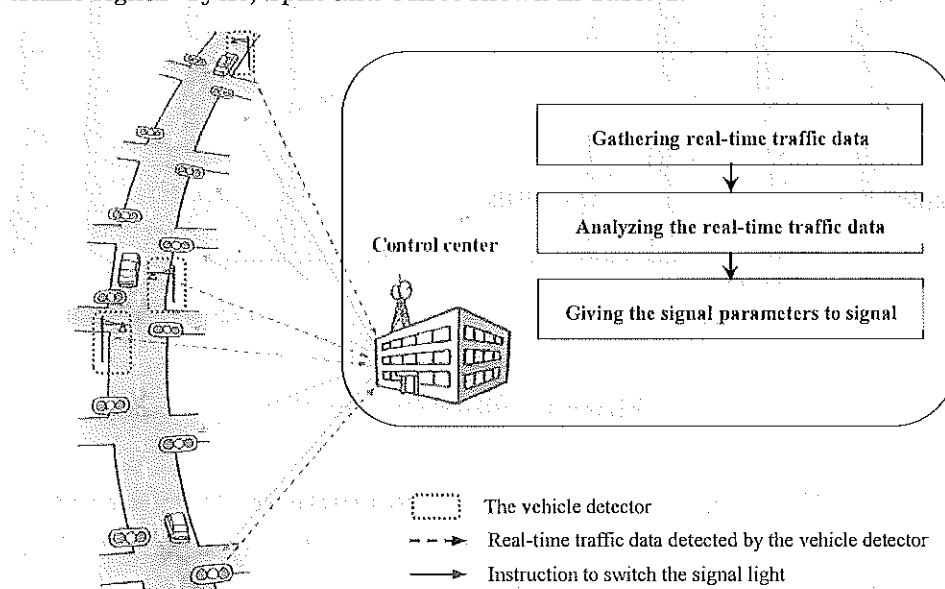 Gathering real-time traffic data
Analyzing the real-time traffic data
Control center
Giving the signal parameters to signal
The vehicle detector
Real-time traffic data detected by the vehicle detector
Instruction to switch the signal light